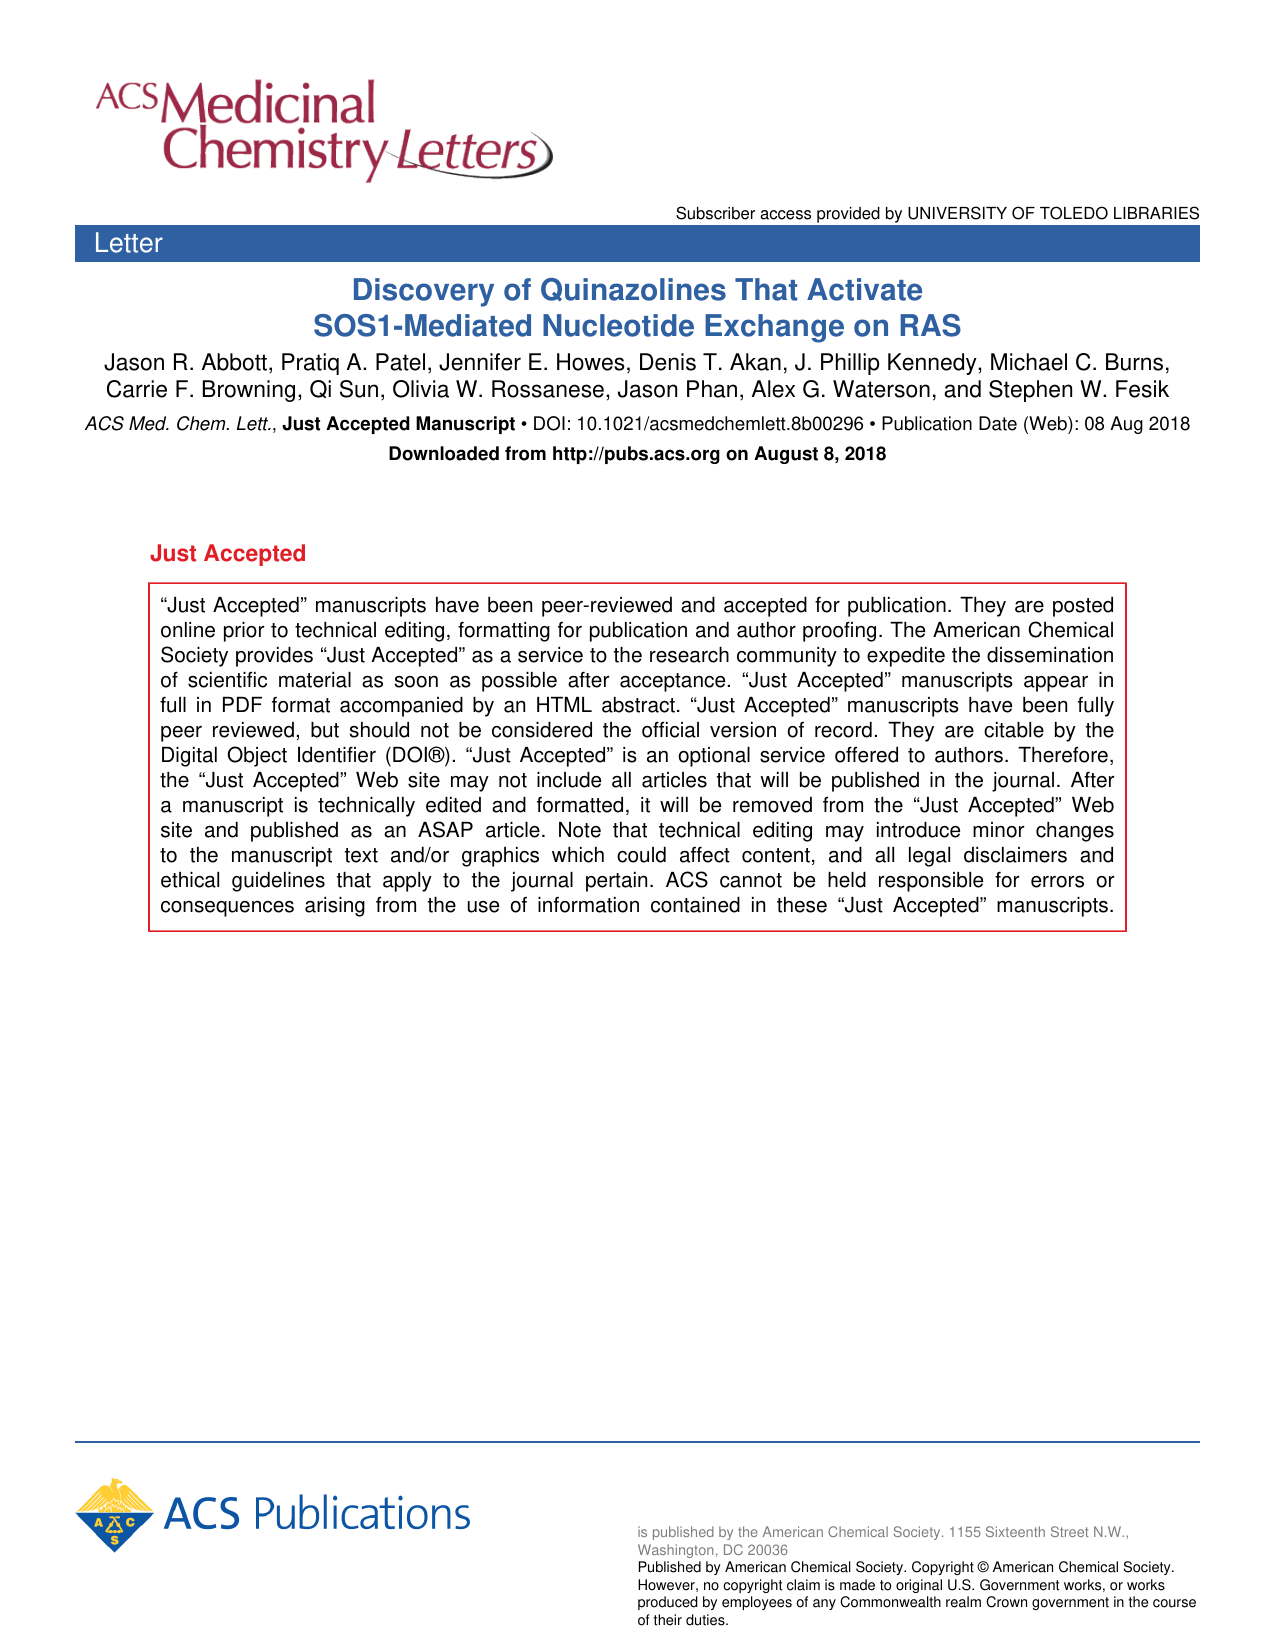 ACS Medicinal
Chemistry Letters
Subscriber access provided by UNIVERSITY OF TOLEDO LIBRARIES
Letter
Discovery of Quinazolines That Activate
SOS1-Mediated Nucleotide Exchange on RAS
Jason R. Abbott, Pratiq A. Patel, Jennifer E. Howes, Denis T. Akan, J. Phillip Kennedy, Michael C. Burns,
Carrie F. Browning, Qi Sun, Olivia W. Rossanese, Jason Phan, Alex G. Waterson, and Stephen W. Fesik
ACS Med. Chem. Lett., Just Accepted Manuscript • DOI: 10.1021/acsmedchemlett.8b00296 • Publication Date (Web): 08 Aug 2018
Downloaded from http://pubs.acs.org on August 8, 2018
Just Accepted
“Just Accepted” manuscripts have been peer-reviewed and accepted for publication. They are posted
online prior to technical editing, formatting for publication and author proofing. The American Chemical
Society provides “Just Accepted” as a service to the research community to expedite the dissemination
of scientific material as soon as possible after acceptance. “Just Accepted” manuscripts appear in
full in PDF format accompanied by an HTML abstract. “Just Accepted” manuscripts have been fully
peer reviewed, but should not be considered the official version of record. They are citable by the
Digital Object Identifier (DOI®). “Just Accepted” is an optional service offered to authors. Therefore,
the “Just Accepted” Web site may not include all articles that will be published in the journal. After
a manuscript is technically edited and formatted, it will be removed from the “Just Accepted” Web
site and published as an ASAP article. Note that technical editing may introduce minor changes
to the manuscript text and/or graphics which could affect content, and all legal disclaimers and
ethical guidelines that apply to the journal pertain. ACS cannot be held responsible for errors or
consequences arising from the use of information contained in these “Just Accepted” manuscripts.
A C
S
ACS Publications
is published by the American Chemical Society. 1155 Sixteenth Street N.W.,
Washington, DC 20036
Published by American Chemical Society. Copyright © American Chemical Society.
However, no copyright claim is made to original U.S. Government works, or works
produced by employees of any Commonwealth realm Crown government in the course
of their duties.